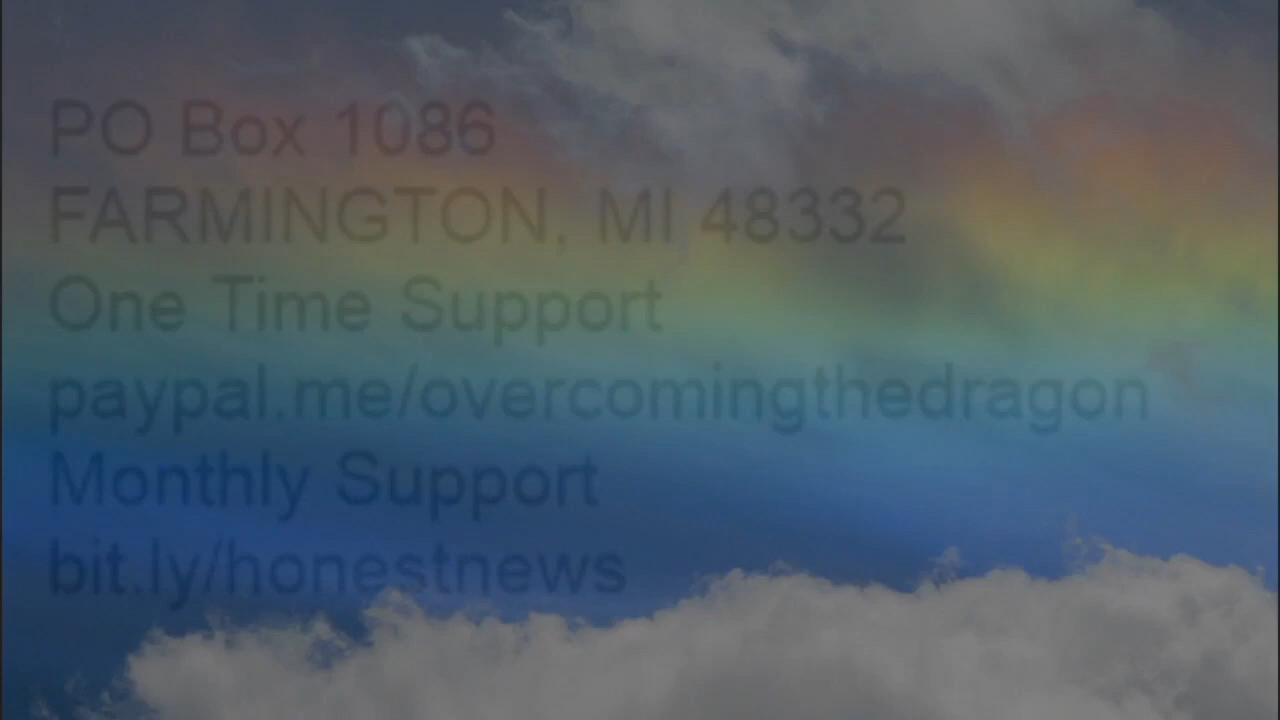 PO Box 1086
FARMINGTON, MI 48332
One Time Support
paypal.me/overcomingthedragon
Monthly Support
bit.ly/honestnews